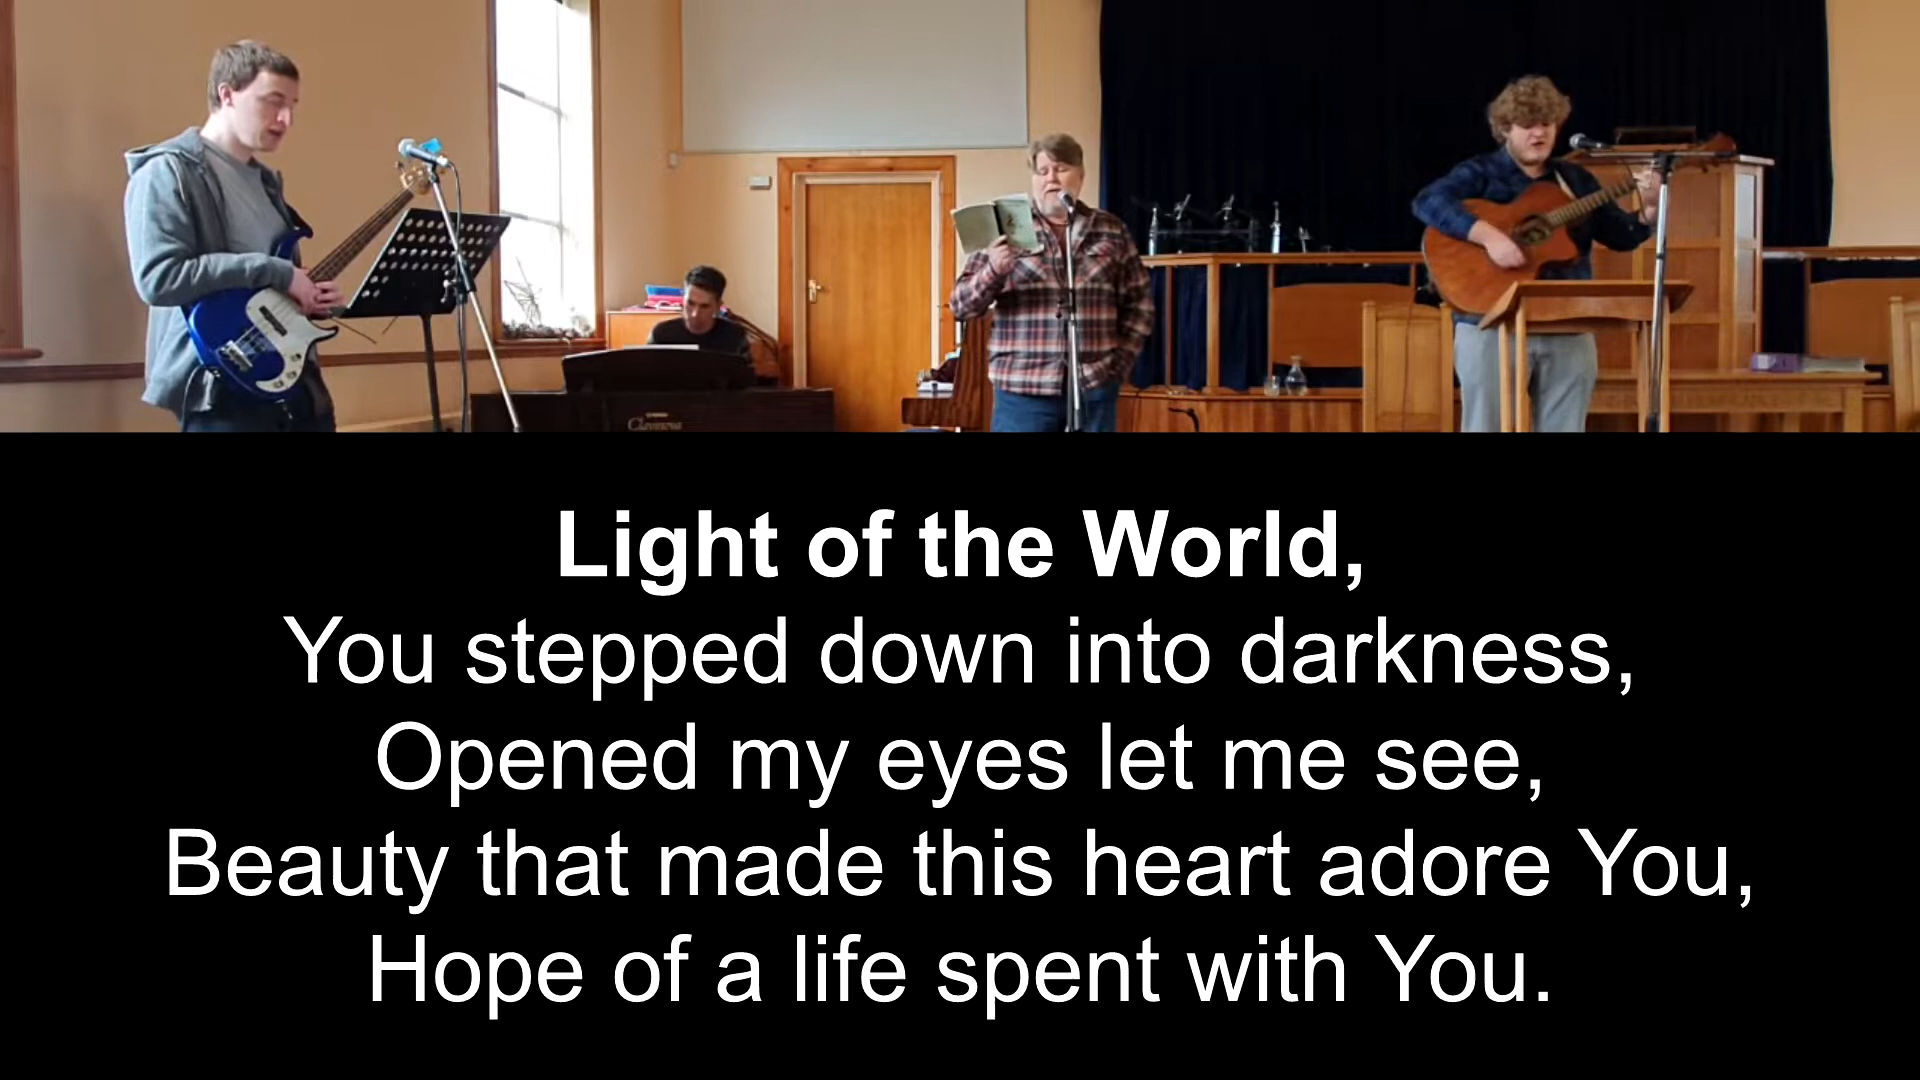 Clavinova
Light of the World,
You stepped down into darkness,
Opened my eyes let me see,
Beauty that made this heart adore You,
Hope of a life spent with You.